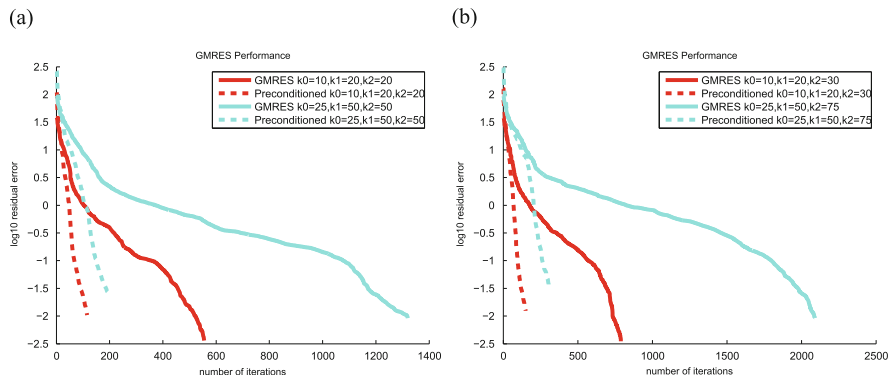 (a)
GMRES Performance
2.5
2
1.5
1
0.5
0
−0.5
−1
−1.5
−2
−2.5
log10 residual error
0
200
400
600
800
1000
1200
1400
number of iterations
GMRES k0=10,k1=20,k2=20
Preconditioned k0=10,k1=20,k2=20
GMRES k0=25,k1=50,k2=50
Preconditioned k0=25,k1=50,k2=50
(b)
GMRES Performance
2.5
2
1.5
1
0.5
0
−0.5
−1
−1.5
−2
−2.5
log10 residual error
0
500
1000
1500
2000
2500
number of iterations
GMRES k0=10,k1=20,k2=30
Preconditioned k0=10,k1=20,k2=30
GMRES k0=25,k1=50,k2=75
Preconditioned k0=25,k1=50,k2=75